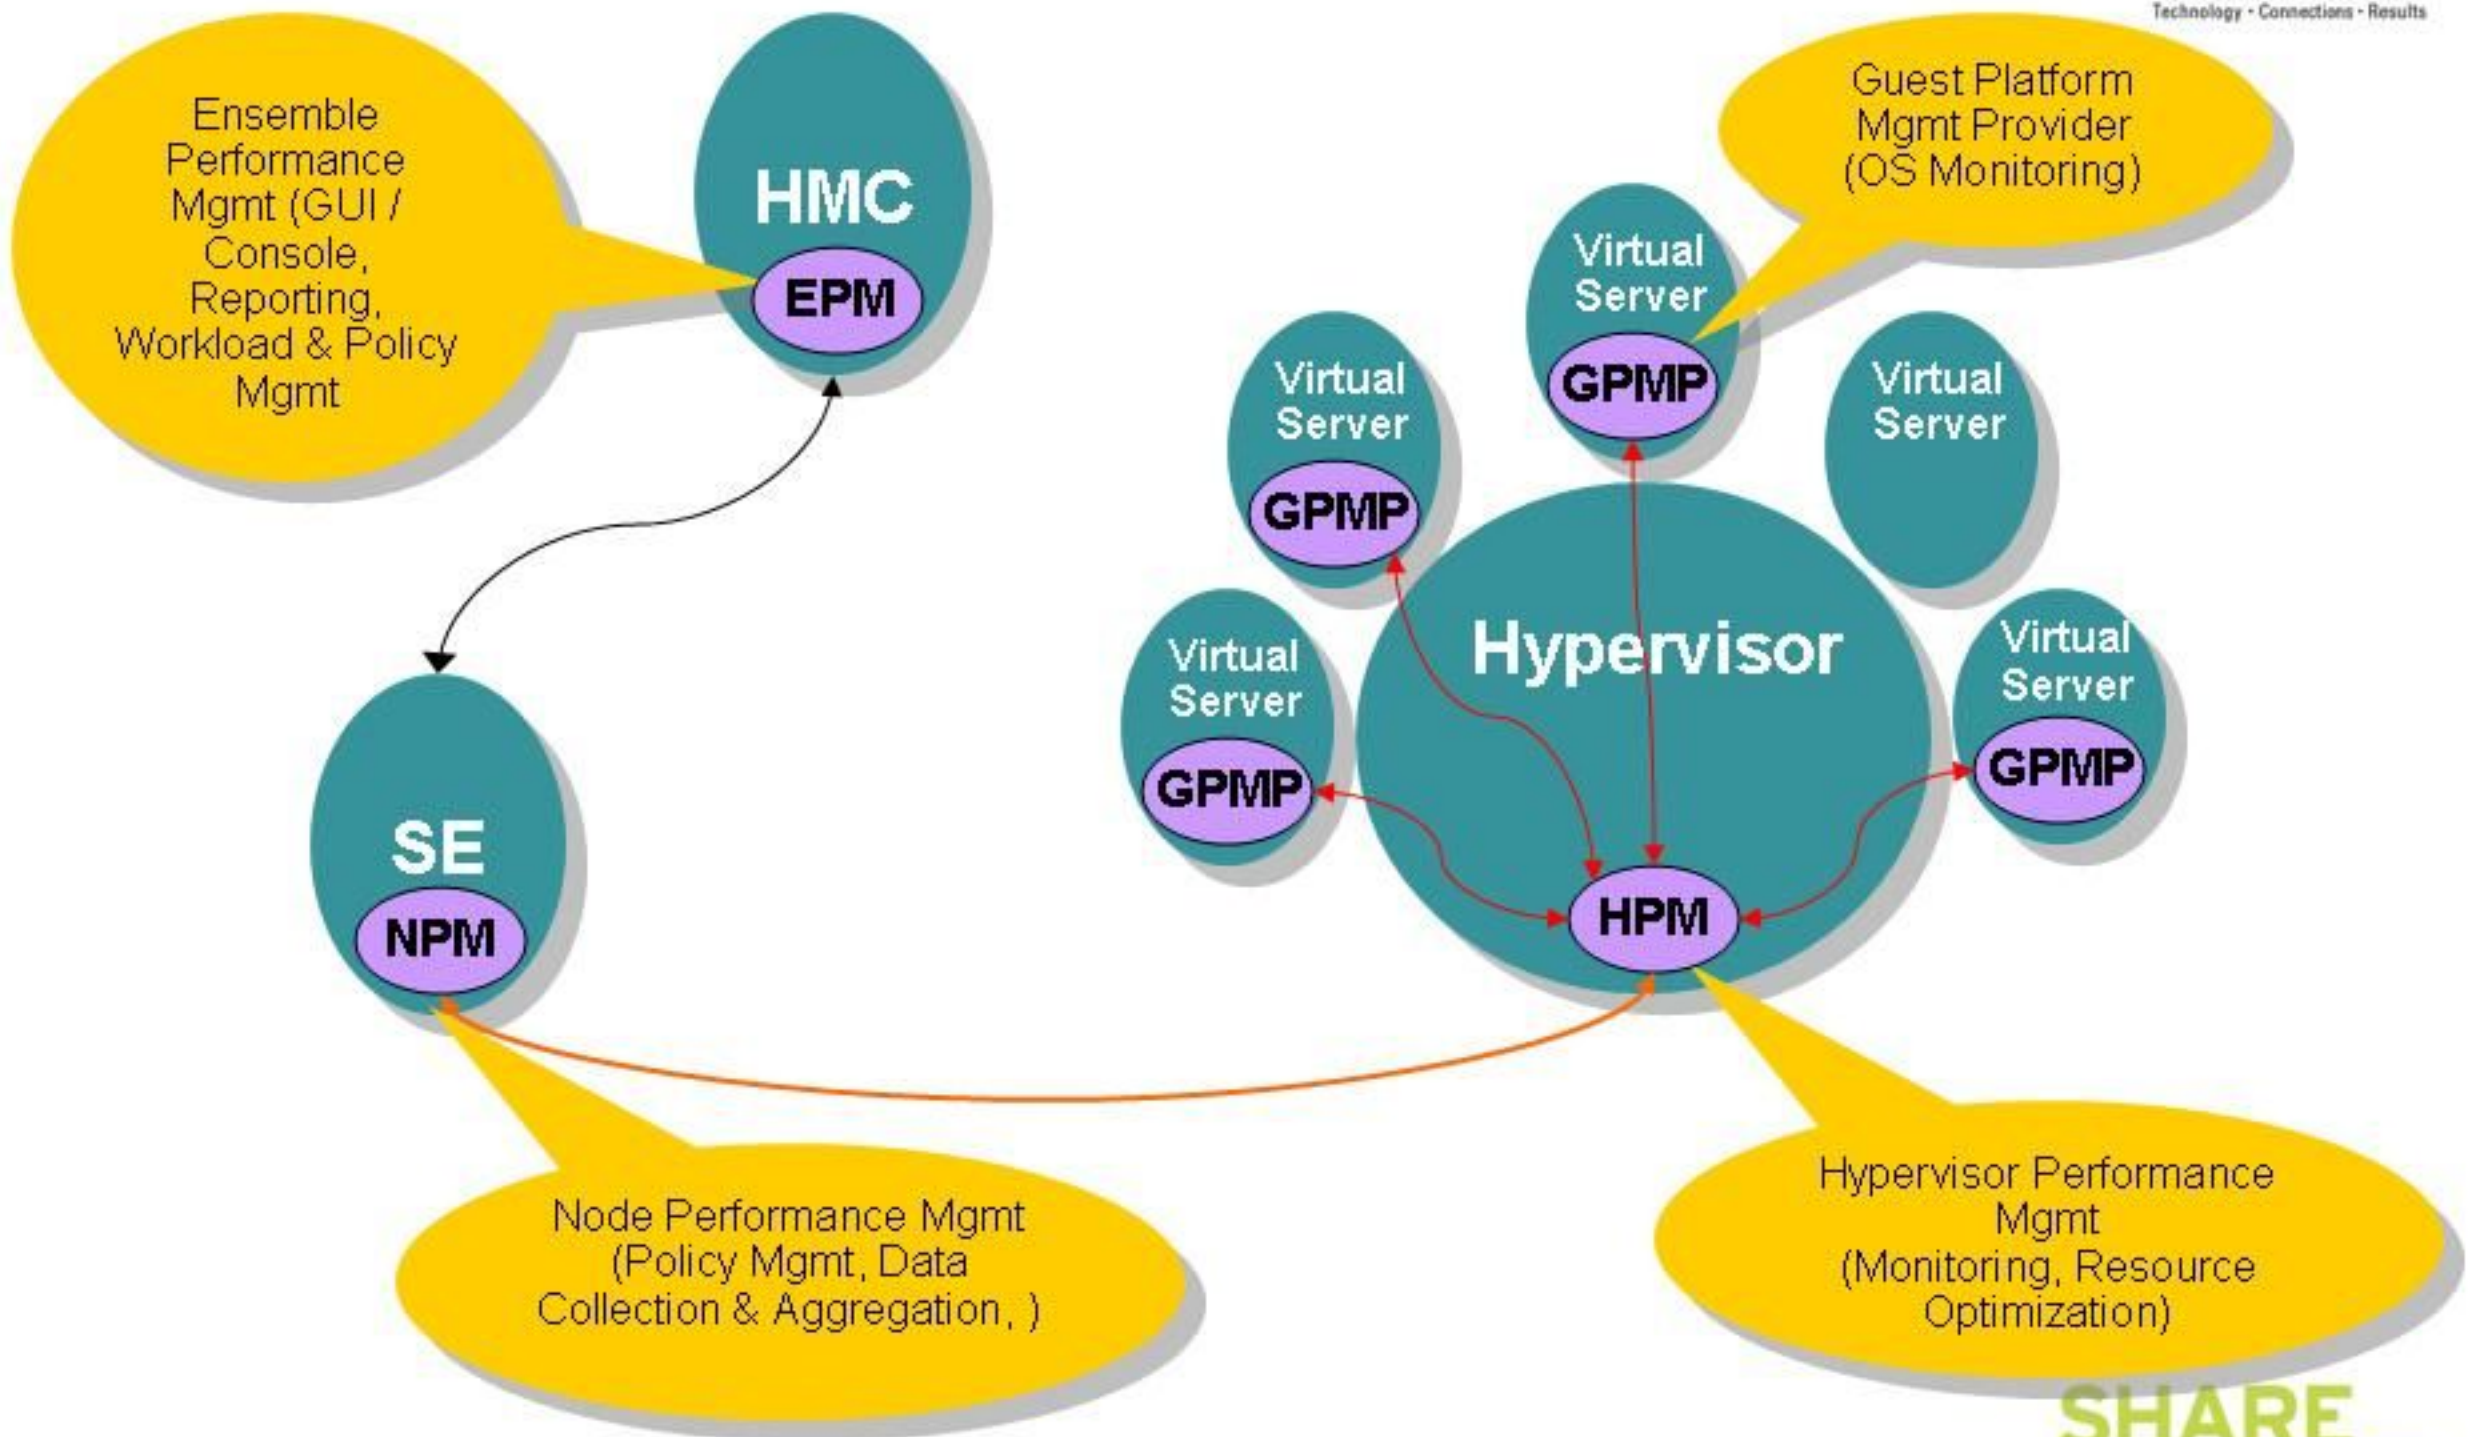 Technology · Connections · Results
Ensemble
Performance
Mgmt (GUI /
Console,
Reporting,
Workload & Policy
Mgmt
HMC
EPM
Guest Platform
Mgmt Provider
(OS Monitoring)
Virtual
Server
GPMP
Virtual
Server
GPMP
Virtual
Server
Virtual
Server
GPMP
Hypervisor
Virtual
Server
GPMP
HPM
SE
NPM
Node Performance Mgmt
(Policy Mgmt, Data
Collection & Aggregation, )
Hypervisor Performance
Mgmt
(Monitoring, Resource
Optimization)
SHARE